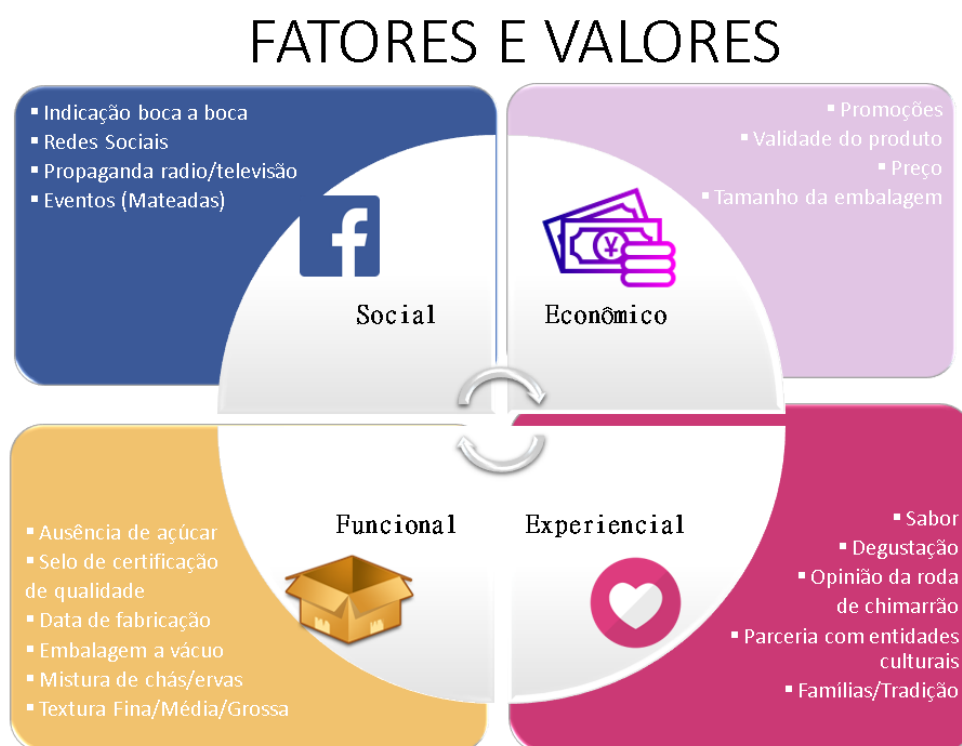 FATORES E VALORES
▪ Indicação boca a boca
▪ Redes Sociais
▪ Propaganda radio/televisão
▪ Eventos (Mateadas)
Social
▪ Promoções
▪ Validade do produto
▪ Preço
▪ Tamanho da embalagem
Econômico
Funcional
▪ Ausência de açúcar
▪ Selo de certificação
de qualidade
▪ Data de fabricação
▪ Embalagem a vácuo
▪ Mistura de chás/ervas
▪ Textura Fina/Média/Grossa
Experiencial
▪ Sabor
▪ Degustação
▪ Opinião da roda
de chimarrão
▪ Parceria com entidades
culturais
▪ Famílias/Tradição